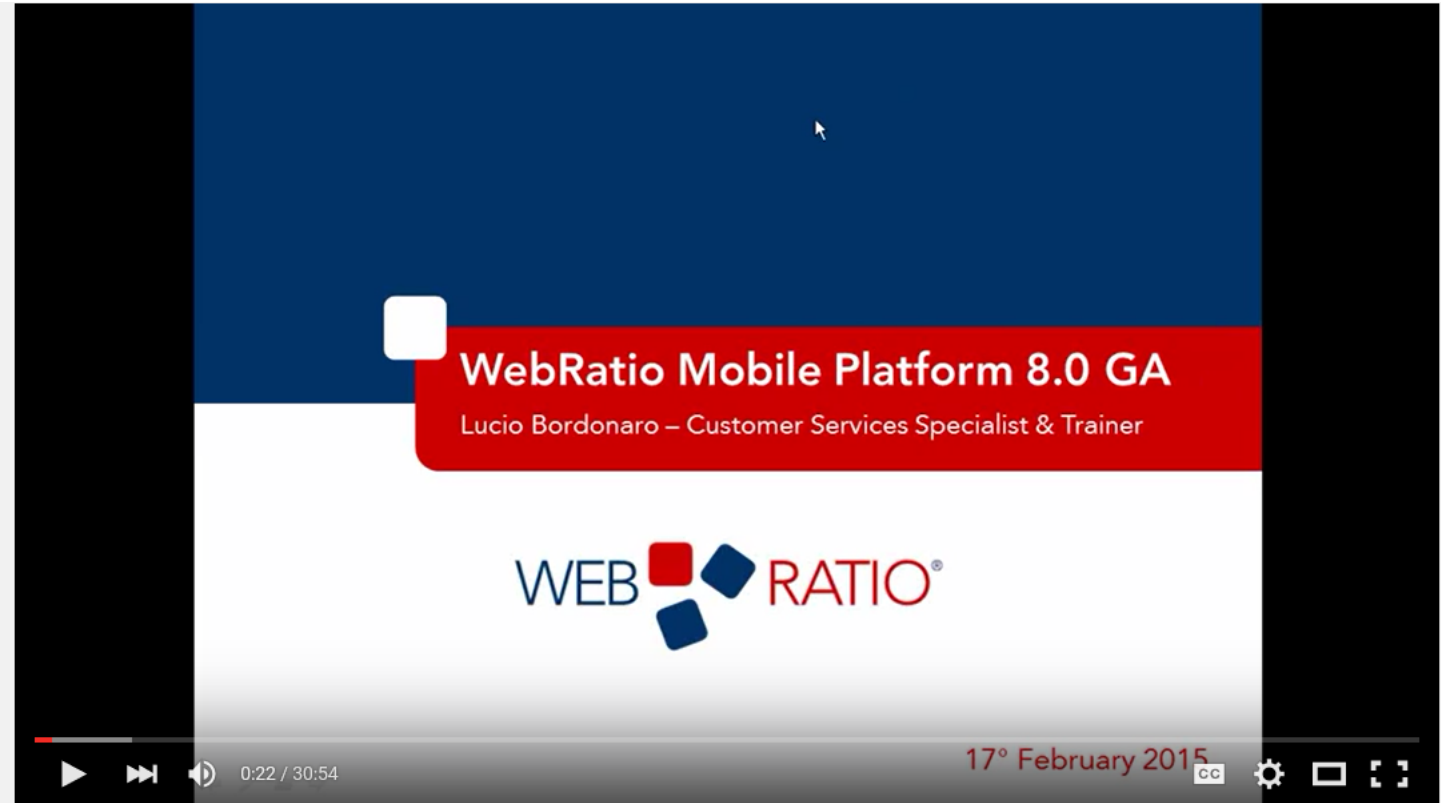 WebRatio Mobile Platform 8.0 GA
Lucio Bordonaro – Customer Services Specialist & Trainer
WEB RATIO®
17° February 2015
0:22 / 30:54
CC